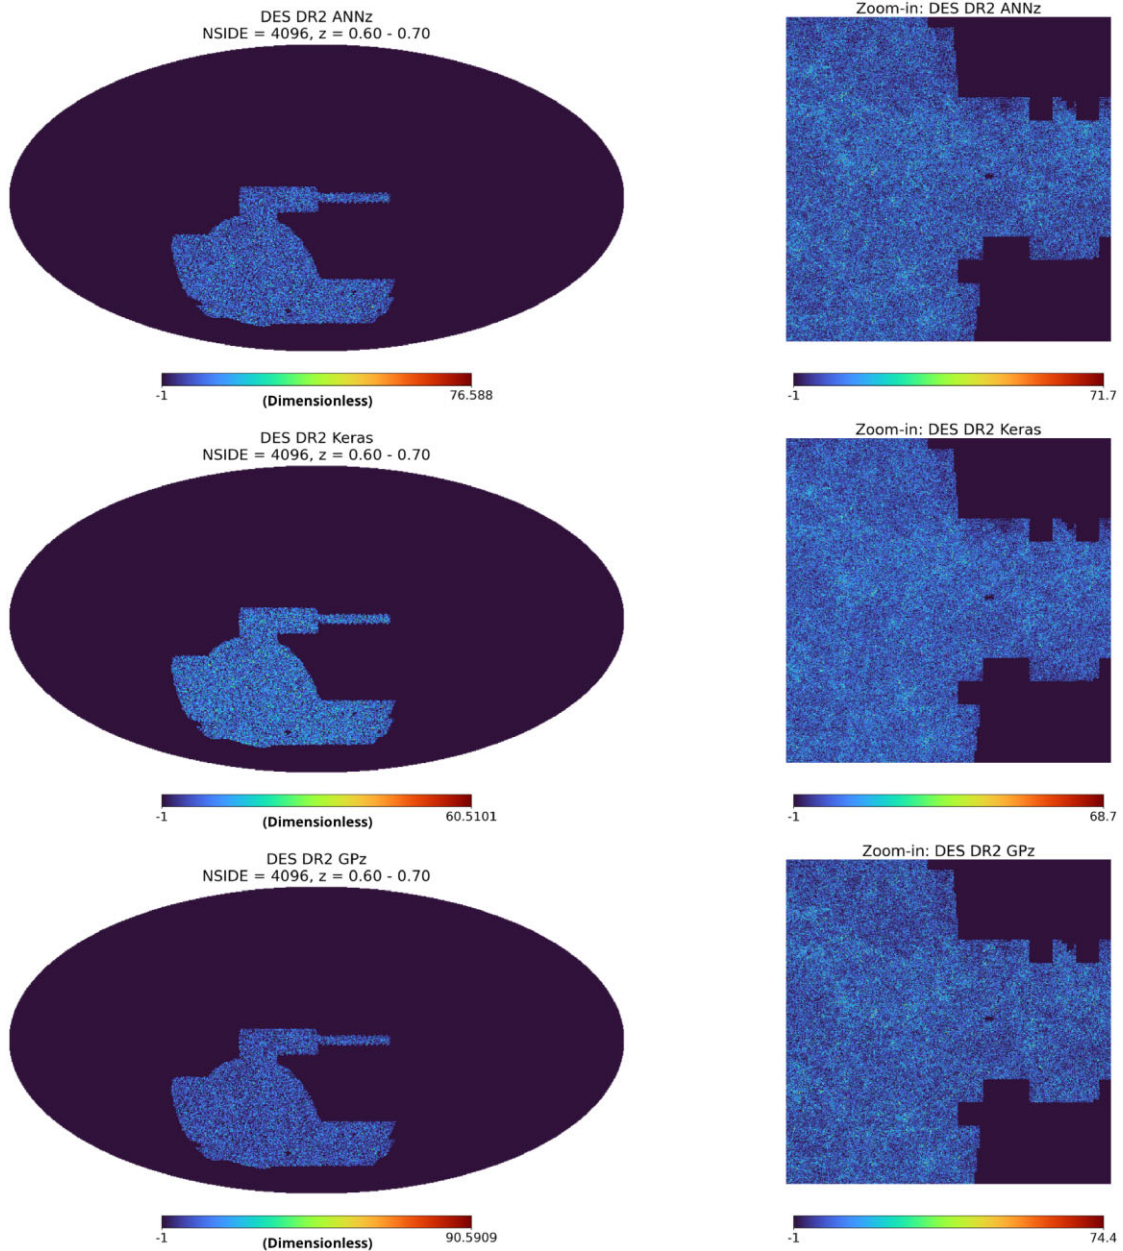 DES DR2 ANNz
NSIDE = 4096, z = 0.60 - 0.70
-1
76.588
(Dimensionless)
Zoom-in: DES DR2 ANNz
-1
71.7
DES DR2 Keras
NSIDE = 4096, z = 0.60 - 0.70
-1
60.5101
(Dimensionless)
Zoom-in: DES DR2 Keras
-1
68.7
DES DR2 GPz
NSIDE = 4096, z = 0.60 - 0.70
-1
90.5909
(Dimensionless)
Zoom-in: DES DR2 GPz
-1
74.4